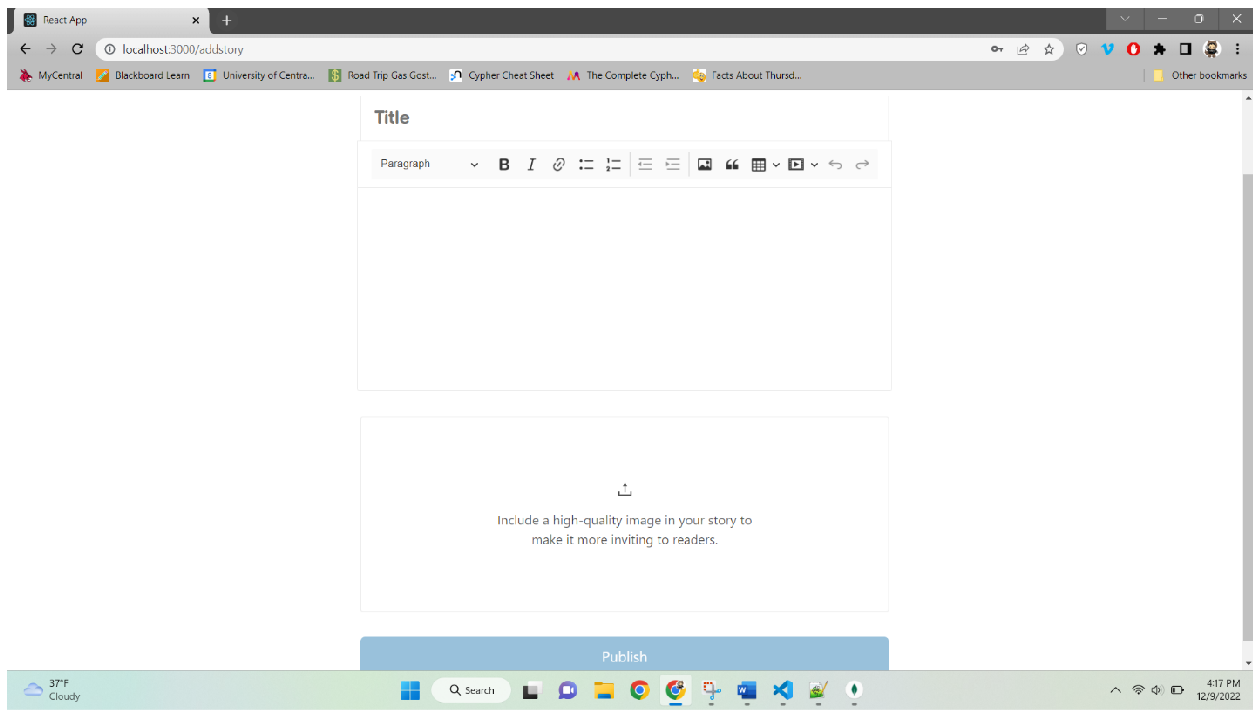 React App
localhost:3000/addstory
MyCentral
Blackboard Learn
University of Centra...
Road Trip Gas Cost...
Cypher Cheat Sheet
The Complete Cyph...
Facts About Thursd...
Other bookmarks
Title
Paragraph
B I
Include a high-quality image in your story to
make it more inviting to readers.
Publish
37°F
Cloudy
Search
4:17 PM
12/9/2022